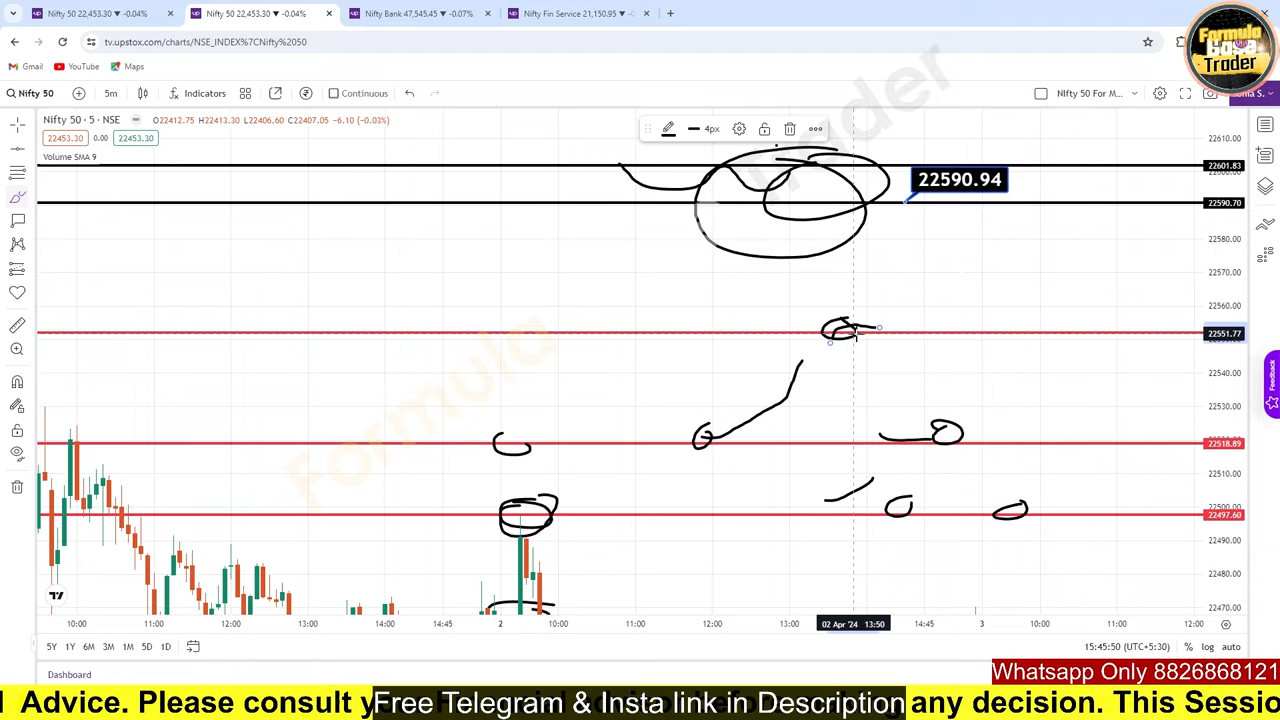 Nifty 50 22,453.30 ▼ -0.04%
Nifty 50 22,453.30 ▼ -0.04%
Nifty Bank 47,545.45 ▼ -0.07%
Nifty Fin Service 21,150.95 ▼ -0.
tv.upstox.com/charts/NSE_INDEX%7CNifty%2050
Gmail YouTube Maps
Formula Base Trader
Nifty 50 5m Indicators Continuous Nifty 50 For M...
Nifty 50 · 5 · NSE O22412.75 H22413.30 L22406.60 C22407.05 -6.10 (-0.03%)
22453.30 0.00 22453.30
Volume SMA 9
4px
Formula Trader
22590.94
22610.00
22601.83
22590.70
22580.00
22570.00
22560.00
22551.77
22540.00
22530.00
22518.89
22510.00
22500.00
22497.60
22490.00
22480.00
22470.00
Feedback
10:00 11:00 12:00 13:00 14:00 14:45 2 10:00 11:00 12:00 13:00 02 Apr '24 13:50 14:45 3 10:00 11:00 12:00
5Y 1Y 6M 3M 1M 5D 1D 15:45:50 (UTC+5:30) % log auto
Dashboard
Whatsapp Only 8826868121
Advice. Please consult
Free Telegram & Insta link in Description
any decision. This Sessio